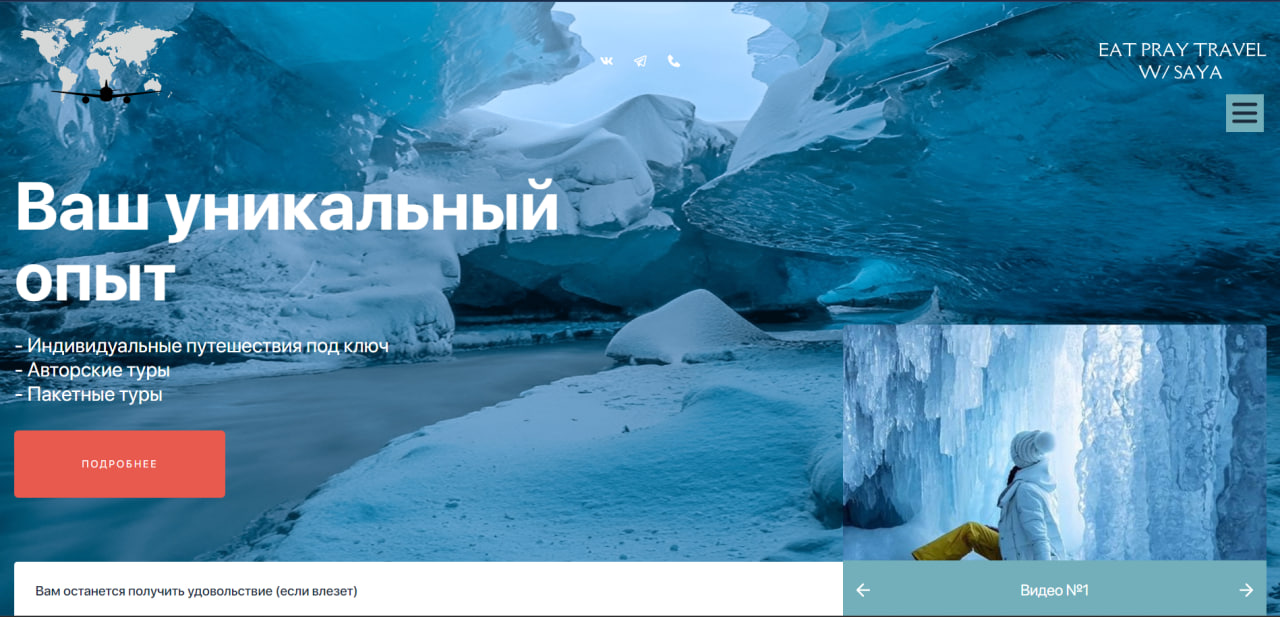 EAT PRAY TRAVEL
W/ SAYA
Ваш уникальный
опыт
- Индивидуальные путешествия под ключ
- Авторские туры
- Пакетные туры
ПОДРОБНЕЕ
Вам останется получить удовольствие (если влезет)
Видео №1